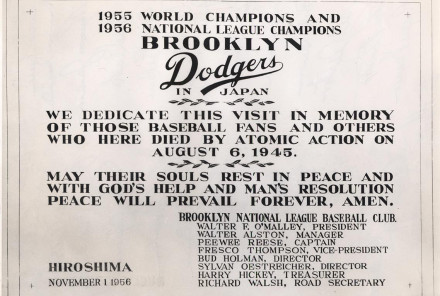 1955 WORLD CHAMPIONS AND
1956 NATIONAL LEAGUE CHAMPIONS
BROOKLYN
Dodgers
IN JAPAN
WE DEDICATE THIS VISIT IN MEMORY
OF THOSE BASEBALL FANS AND OTHERS
WHO HERE DIED BY ATOMIC ACTION ON
AUGUST 6, 1945.
MAY THEIR SOULS REST IN PEACE AND
WITH GOD'S HELP AND MAN'S RESOLUTION
PEACE WILL PREVAIL FOREVER, AMEN.
BROOKLYN NATIONAL LEAGUE BASEBALL CLUB.
WALTER F. O'MALLEY, PRESIDENT
WALTER ALSTON, MANAGER
PEEWEE REESE, CAPTAIN
FRESCO THOMPSON, VICE-PRESIDENT
BUD HOLMAN, DIRECTOR
SYLVAN OESTREICHER, DIRECTOR
HARRY HICKEY, TREASURER
RICHARD WALSH, ROAD SECRETARY
HIROSHIMA
NOVEMBER 1 1956